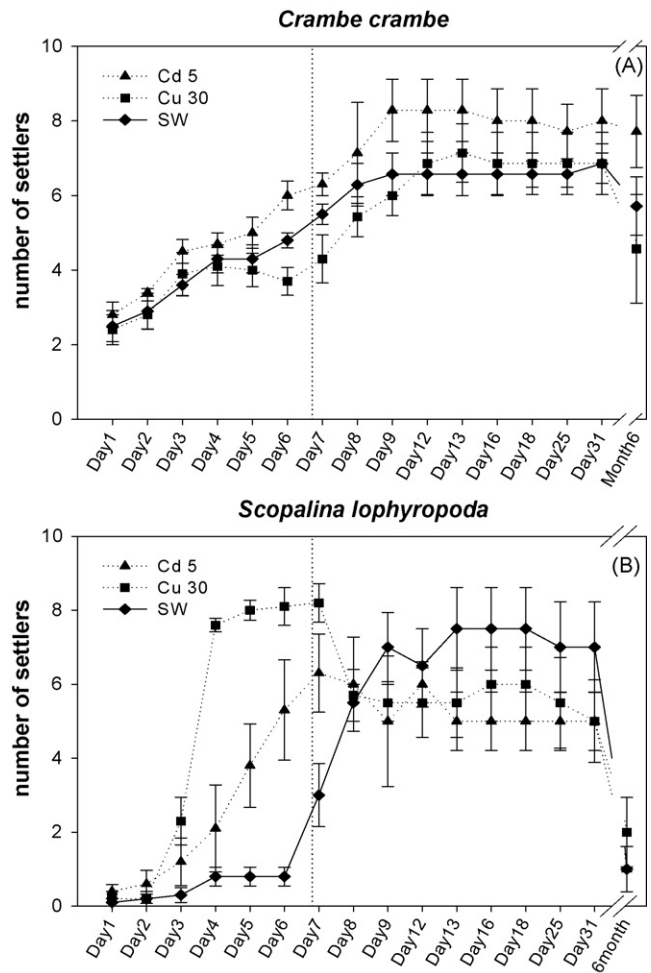 Crambe crambe
(A)
Cd 5
Cu 30
SW
number of settlers
10
8
6
4
2
0
Day1 Day2 Day3 Day4 Day5 Day6 Day7 Day8 Day9 Day12 Day13 Day16 Day18 Day25 Day31 Month6
Scopalina lophyropoda
(B)
Cd 5
Cu 30
SW
number of settlers
10
8
6
4
2
0
Day1 Day2 Day3 Day4 Day5 Day6 Day7 Day8 Day9 Day12 Day13 Day16 Day18 Day25 Day31 6month